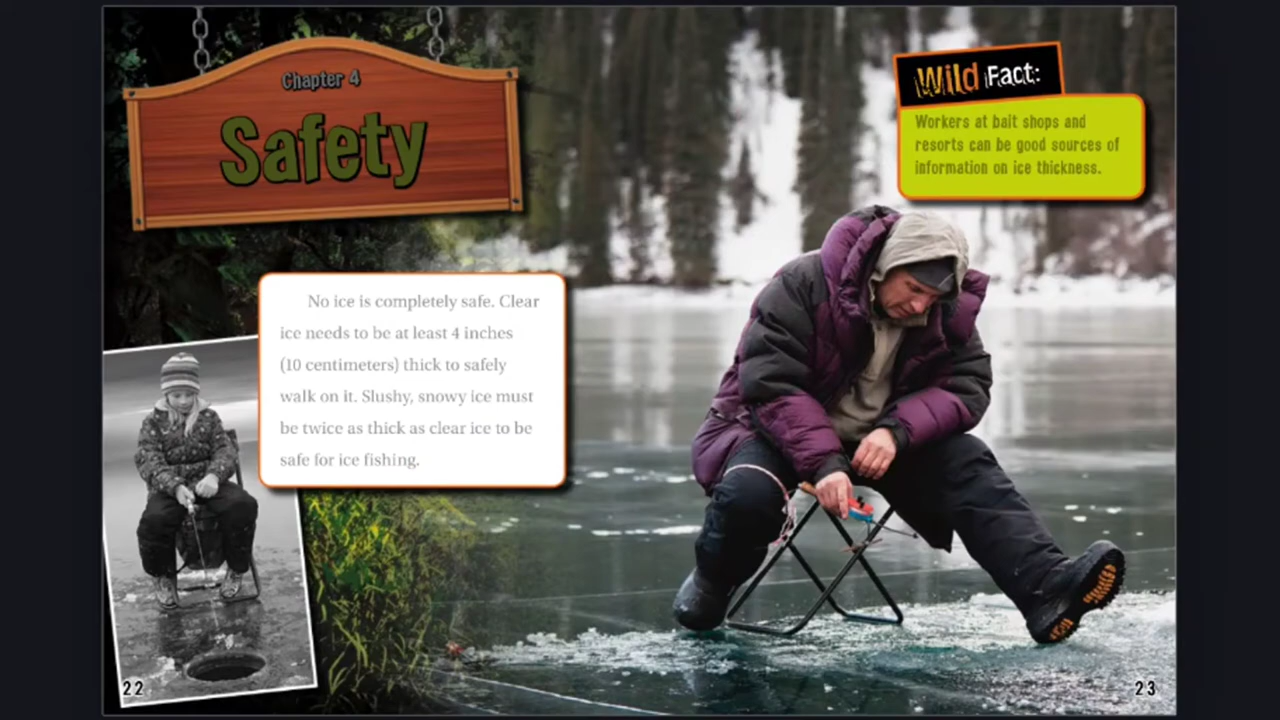 Chapter 4
Safety
No ice is completely safe. Clear
ice needs to be at least 4 inches
(10 centimeters) thick to safely
walk on it. Slushy, snowy ice must
be twice as thick as clear ice to be
safe for ice fishing.
22
Wild Fact:
Workers at bait shops and
resorts can be good sources of
information on ice thickness.
23